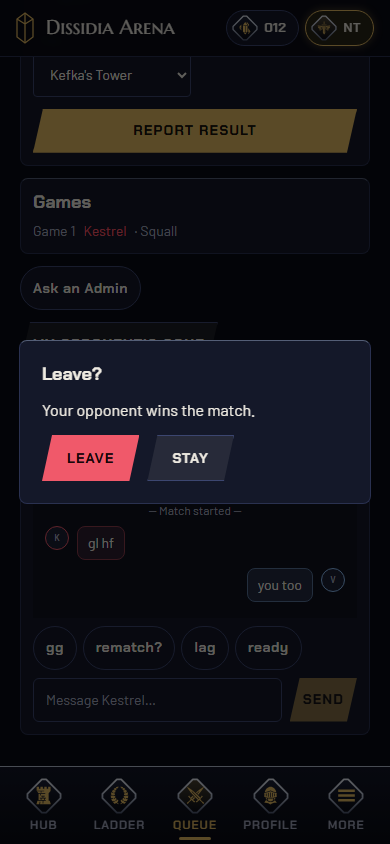 Dissidia Arena
012
NT
Kefka's Tower
REPORT RESULT
Games
Game 1 Kestrel · Squall
Ask an Admin
Leave?
Your opponent wins the match.
LEAVE
STAY
— Match started —
K
gl hf
you too
V
gg
rematch?
lag
ready
Message Kestrel...
SEND
HUB
LADDER
QUEUE
PROFILE
MORE